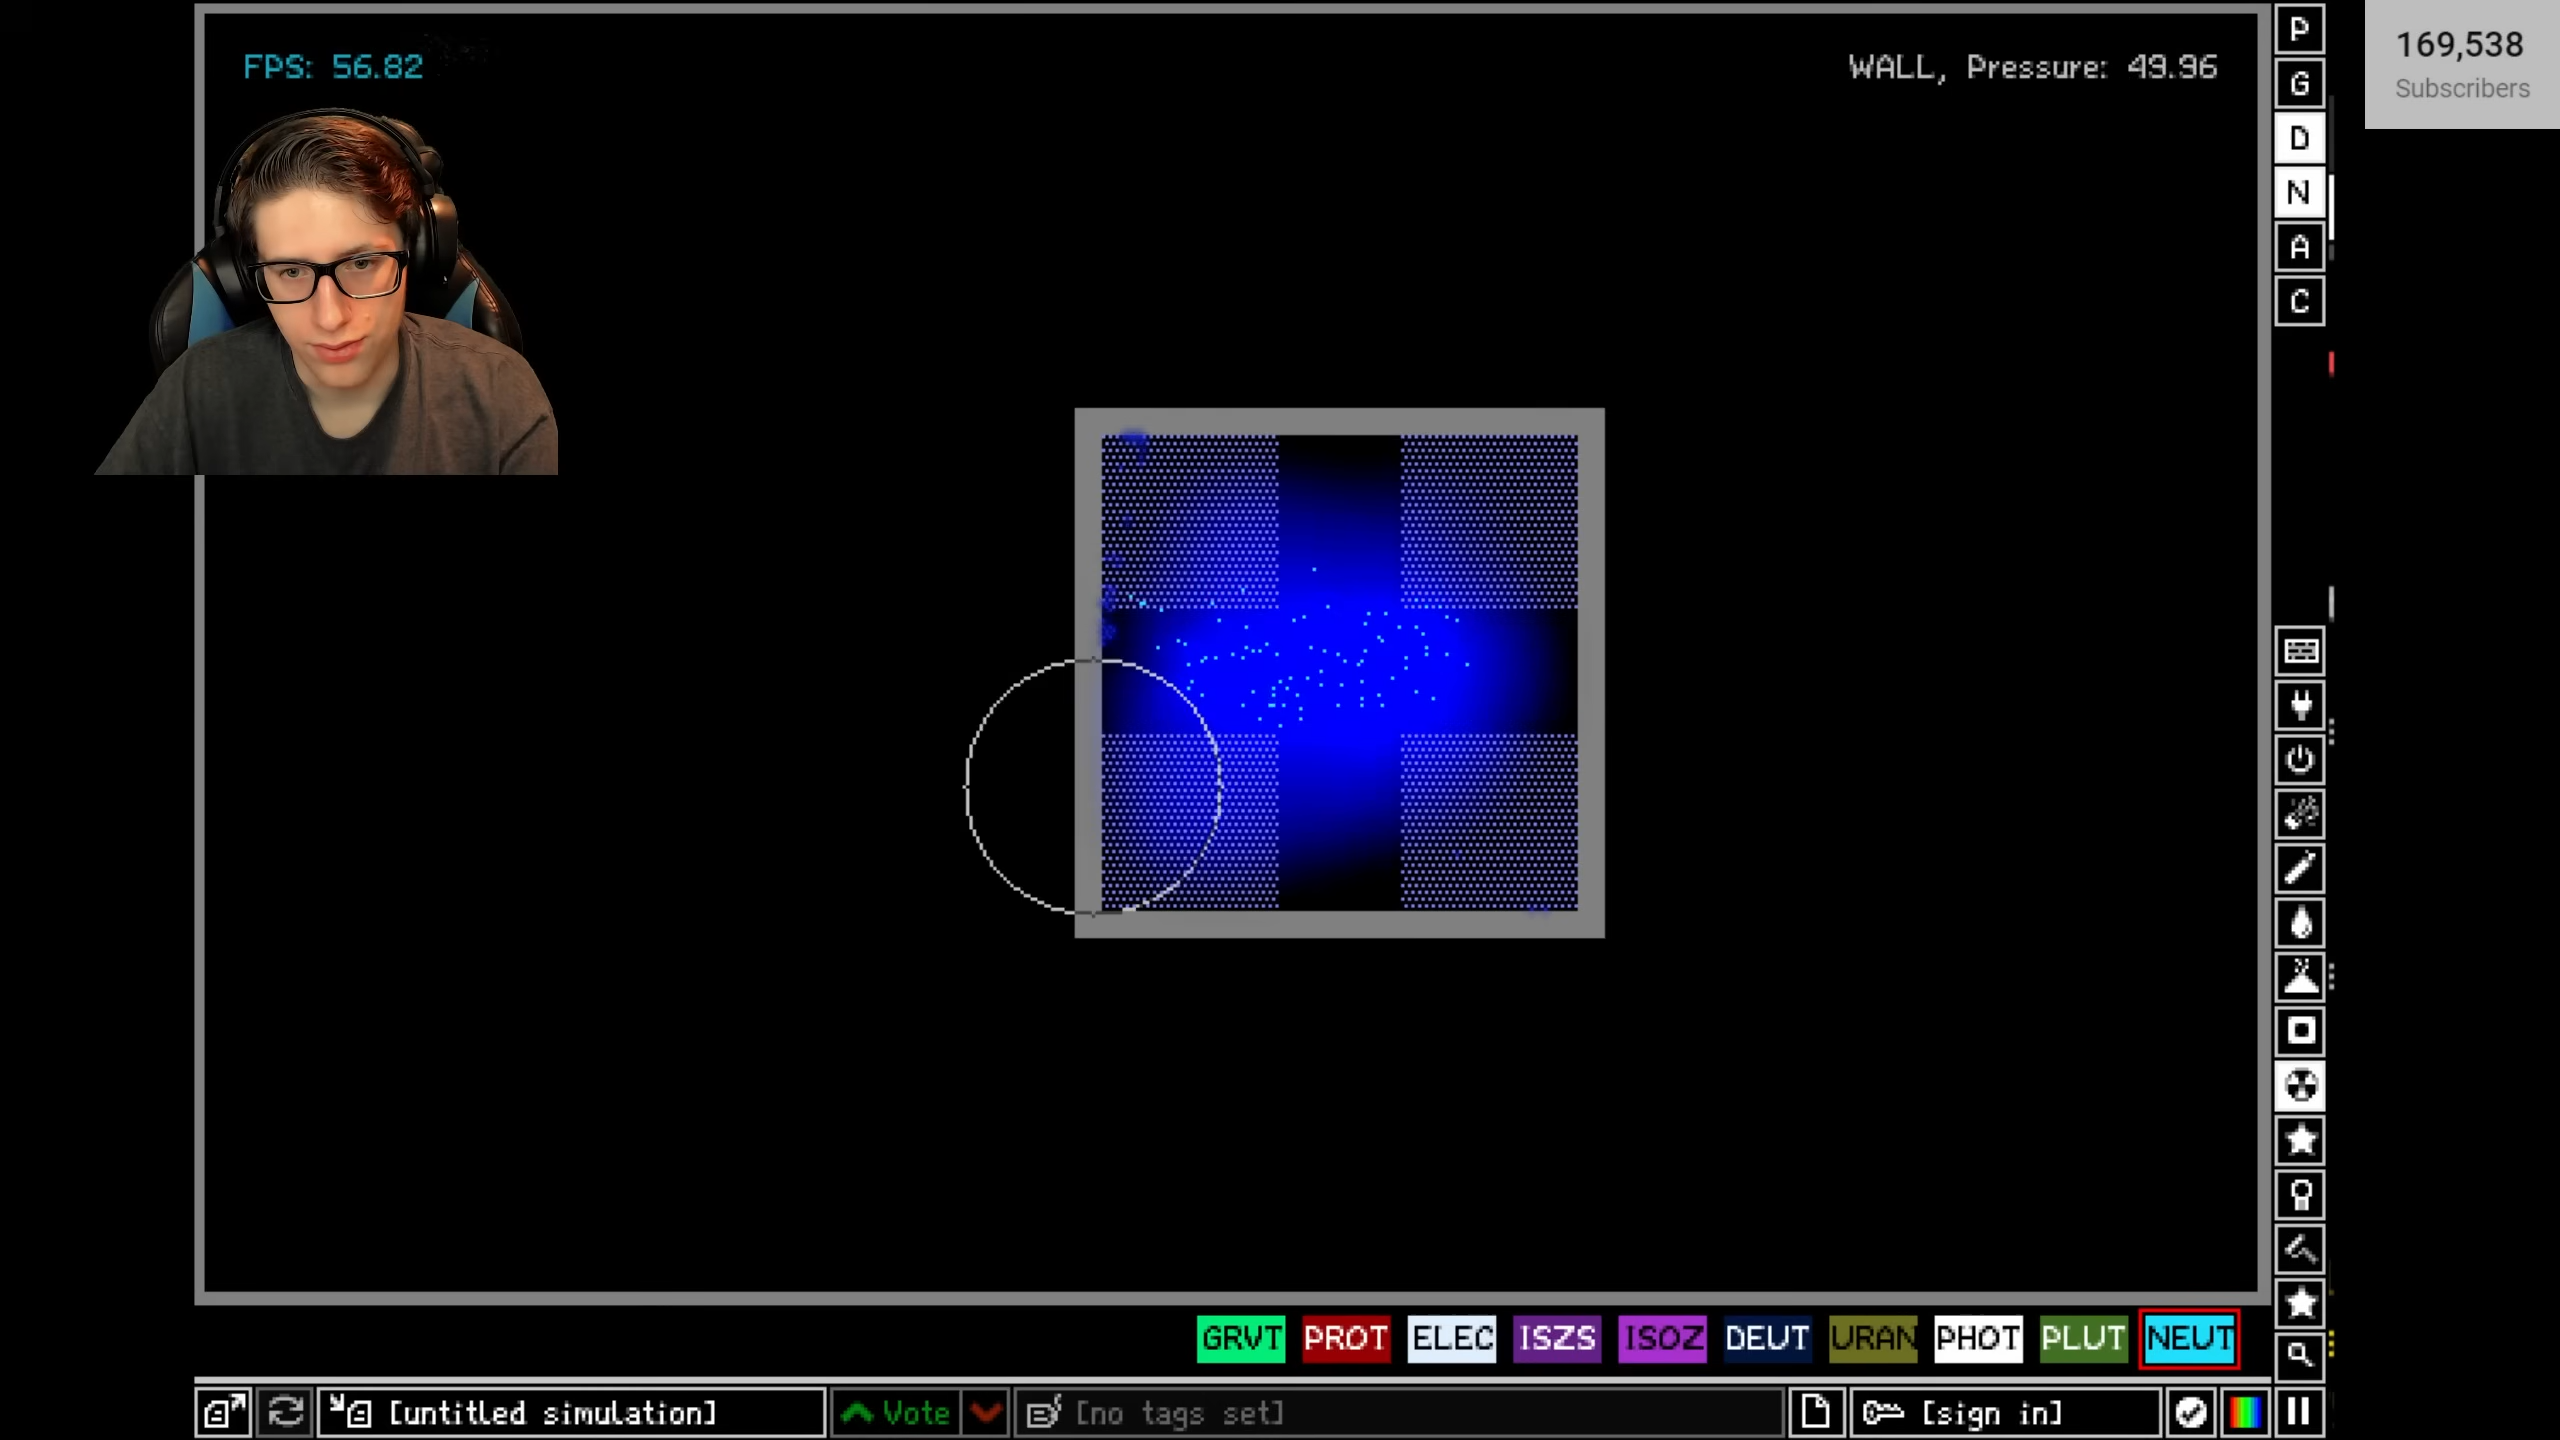 FPS: 56.82
WALL, Pressure: 49.96
P
G
D
N
A
C
169,538
Subscribers
GRVT PROT ELEC ISZS ISOZ DEUT URAN PHOT PLUT NEUT
[untitled simulation] Vote [no tags set] [sign in]